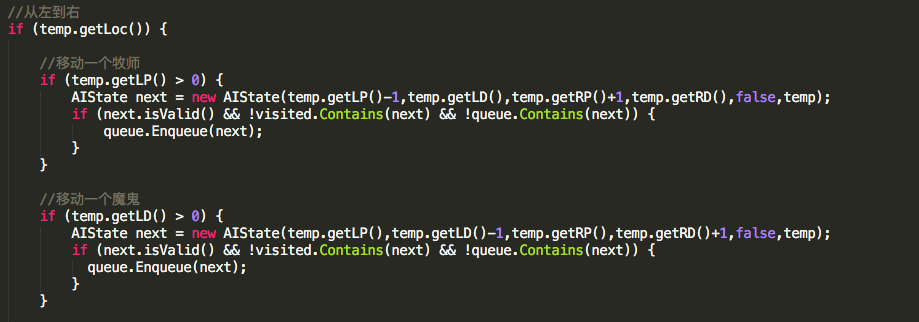 //从左到右
if (temp.getLoc()) {
//移动一个牧师
if (temp.getLP() > 0) {
AIState next = new AIState(temp.getLP()-1,temp.getLD(),temp.getRP()+1,temp.getRD(),false,temp);
if (next.isValid() && !visited.Contains(next) && !queue.Contains(next)) {
queue.Enqueue(next);
}
}
//移动一个魔鬼
if (temp.getLD() > 0) {
AIState next = new AIState(temp.getLP(),temp.getLD()-1,temp.getRP(),temp.getRD()+1,false,temp);
if (next.isValid() && !visited.Contains(next) && !queue.Contains(next)) {
queue.Enqueue(next);
}
}